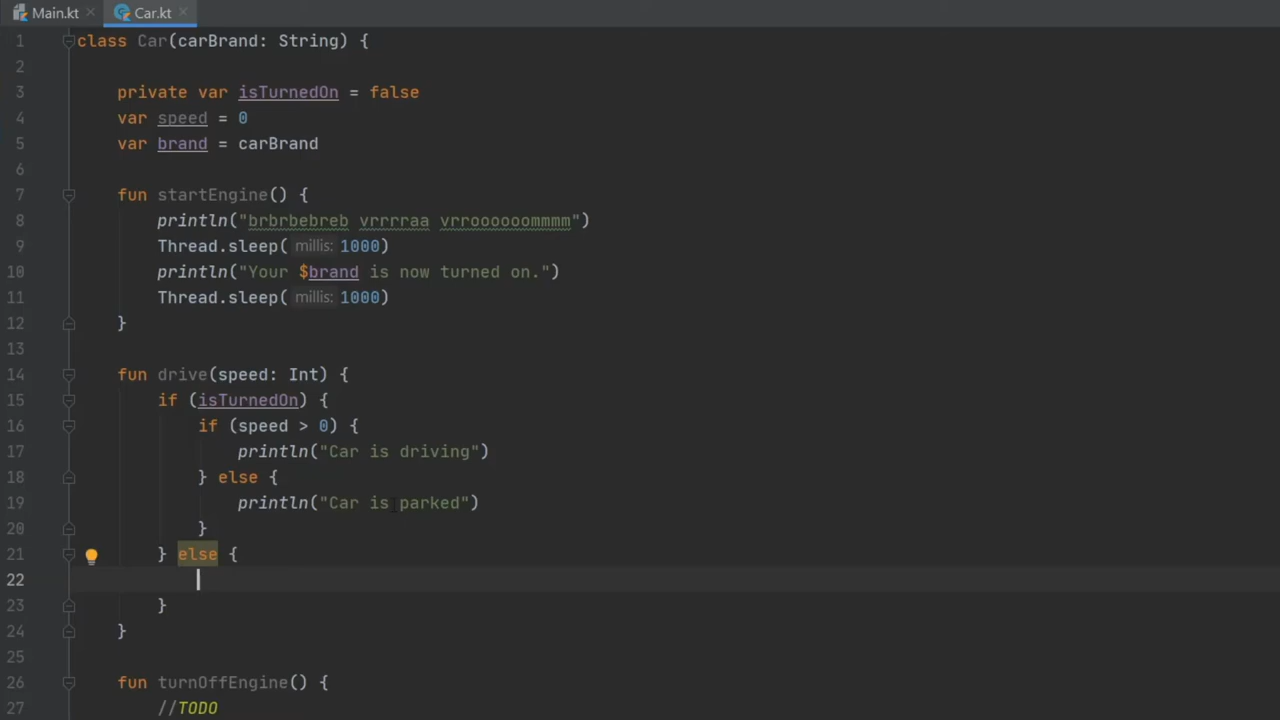 Main.kt
Car.kt
1 class Car(carBrand: String) {
2
3 private var isTurnedOn = false
4 var speed = 0
5 var brand = carBrand
6
7 fun startEngine() {
8 println("brbrbebreb vrrrraa vrroooooommmm")
9 Thread.sleep( millis: 1000)
10 println("Your $brand is now turned on.")
11 Thread.sleep( millis: 1000)
12 }
13
14 fun drive(speed: Int) {
15 if (isTurnedOn) {
16 if (speed > 0) {
17 println("Car is driving")
18 } else {
19 println("Car is parked")
20 }
21 } else {
22
23 }
24 }
25
26 fun turnOffEngine() {
27 //TODO